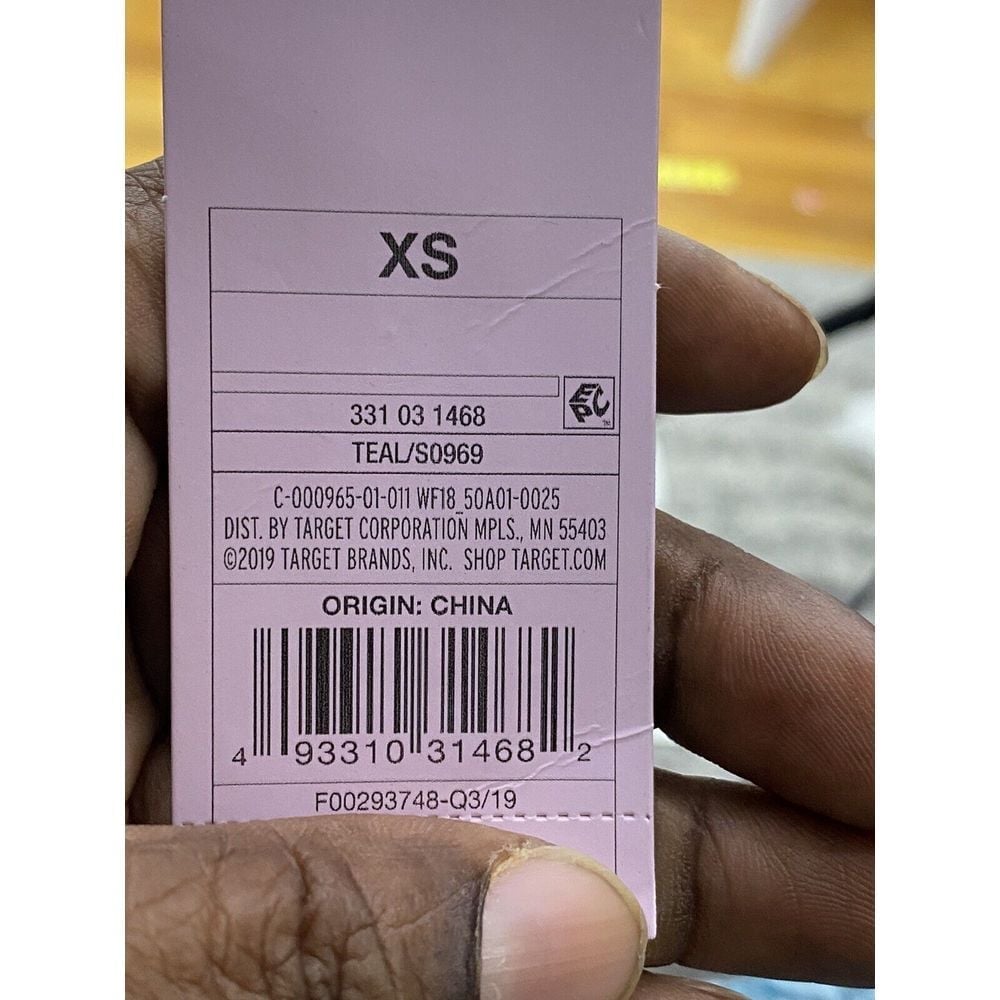 XS
EPC™
331 03 1468
TEAL/S0969
C-000965-01-011 WF18_50A01-0025
DIST. BY TARGET CORPORATION MPLS., MN 55403
©2019 TARGET BRANDS, INC. SHOP TARGET.COM
ORIGIN: CHINA
4 93310 31468 2
F00293748-Q3/19